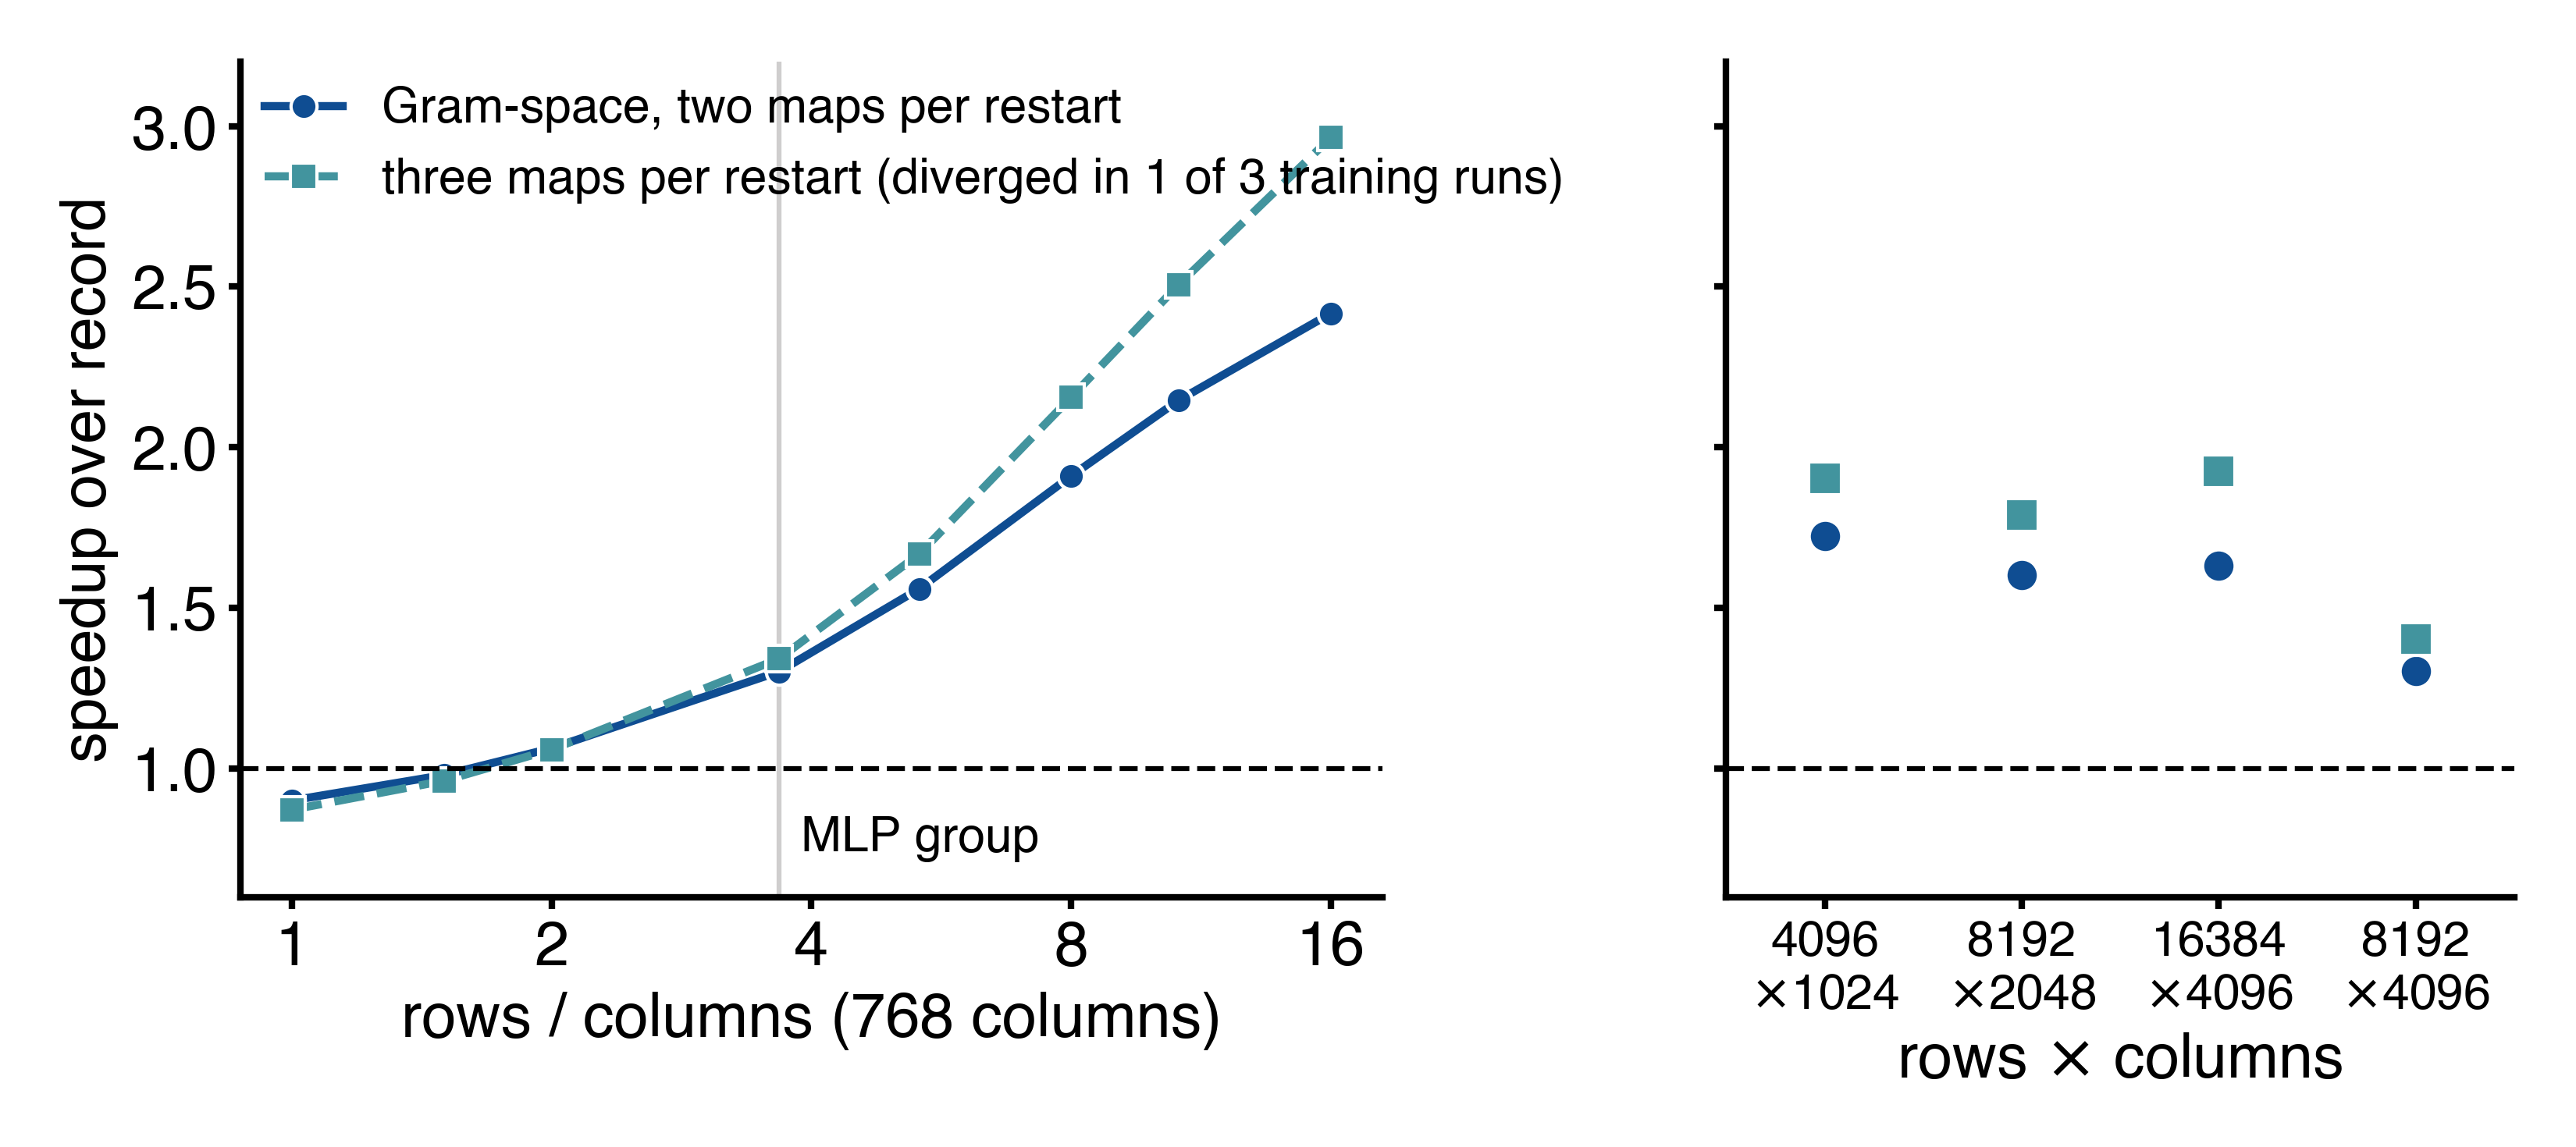 Gram-space, two maps per restart
three maps per restart (diverged in 1 of 3 training runs)
speedup over record
3.0
2.5
2.0
1.5
1.0
MLP group
1 2 4 8 16
rows / columns (768 columns)
4096 8192 16384 8192
×1024 ×2048 ×4096 ×4096
rows × columns